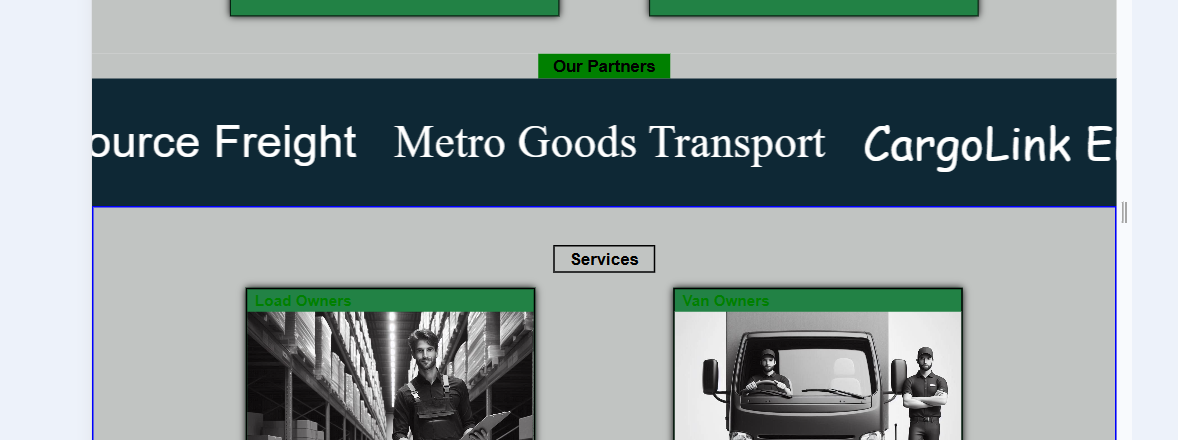 Our Partners
ource Freight Metro Goods Transport CargoLink E
Services
Load Owners Van Owners